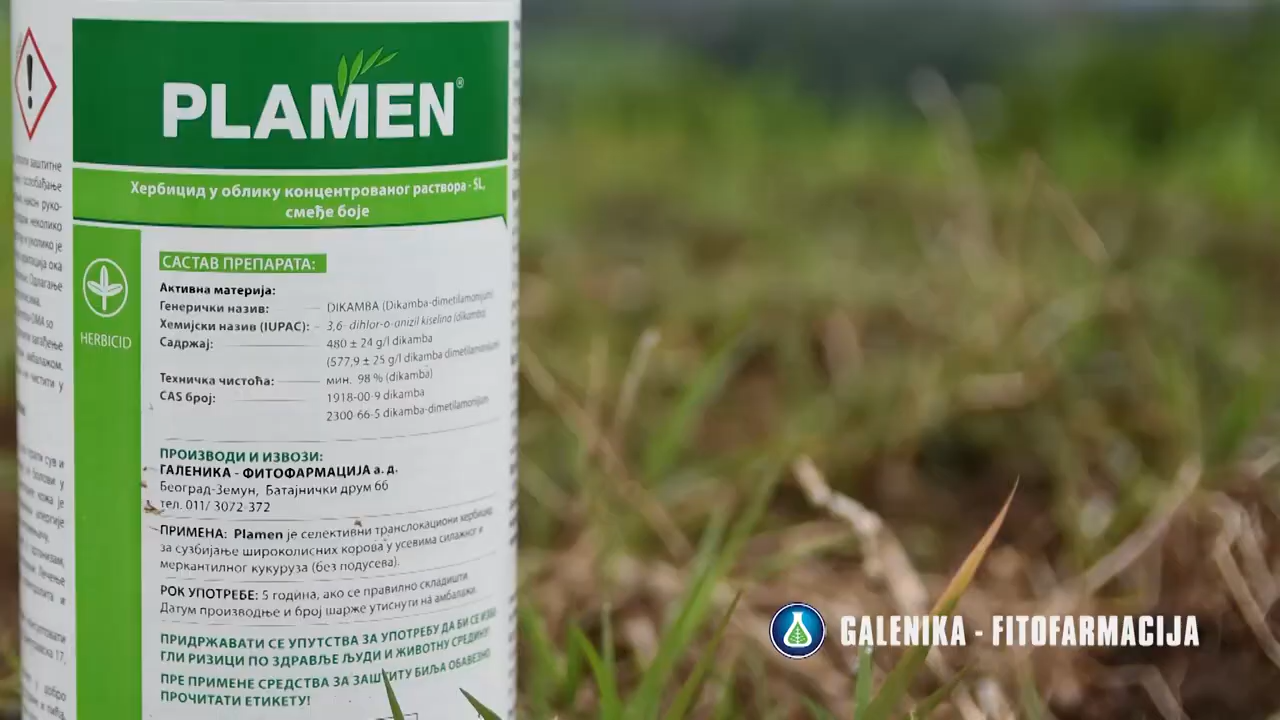 PLAMEN®
Хербицид у облику концентрованог раствора - SL,
смеђе боје
HERBICID
САСТАВ ПРЕПАРАТА:
Активна материја:
Генерички назив: DIKAMBA (Dikamba-dimetilamonijum)
Хемијски назив (IUPAC): 3,6- dihlor-o-anizil kiselina (dikamba)
Садржај: 480 ± 24 g/l dikamba
(577,9 ± 25 g/l dikamba dimetilamonijum
Техничка чистоћа: мин. 98 % (dikamba)
CAS број: 1918-00-9 dikamba
2300-66-5 dikamba-dimetilamonijum
ПРОИЗВОДИ И ИЗВОЗИ:
ГАЛЕНИКА - ФИТОФАРМАЦИЈА а. д.
Београд-Земун, Батајнички друм бб
тел. 011/ 3072-372
ПРИМЕНА: Plamen је селективни транслокациони хербицид
за сузбијање широколисних корова у усевима силажног и
меркантилног кукуруза (без подусева).
РОК УПОТРЕБЕ: 5 година, ако се правилно складишти.
Датум производње и број шарже утиснути на амбалажи.
ПРИДРЖАВАТИ СЕ УПУТСТВА ЗА УПОТРЕБУ ДА БИ СЕ ИЗБЕ
ГЛИ РИЗИЦИ ПО ЗДРАВЉЕ ЉУДИ И ЖИВОТНУ СРЕДИНУ!
ПРЕ ПРИМЕНЕ СРЕДСТВА ЗА ЗАШТИТУ БИЉА ОБАВЕЗНО
ПРОЧИТАТИ ЕТИКЕТУ!
GALENIKA - FITOFARMACIJA